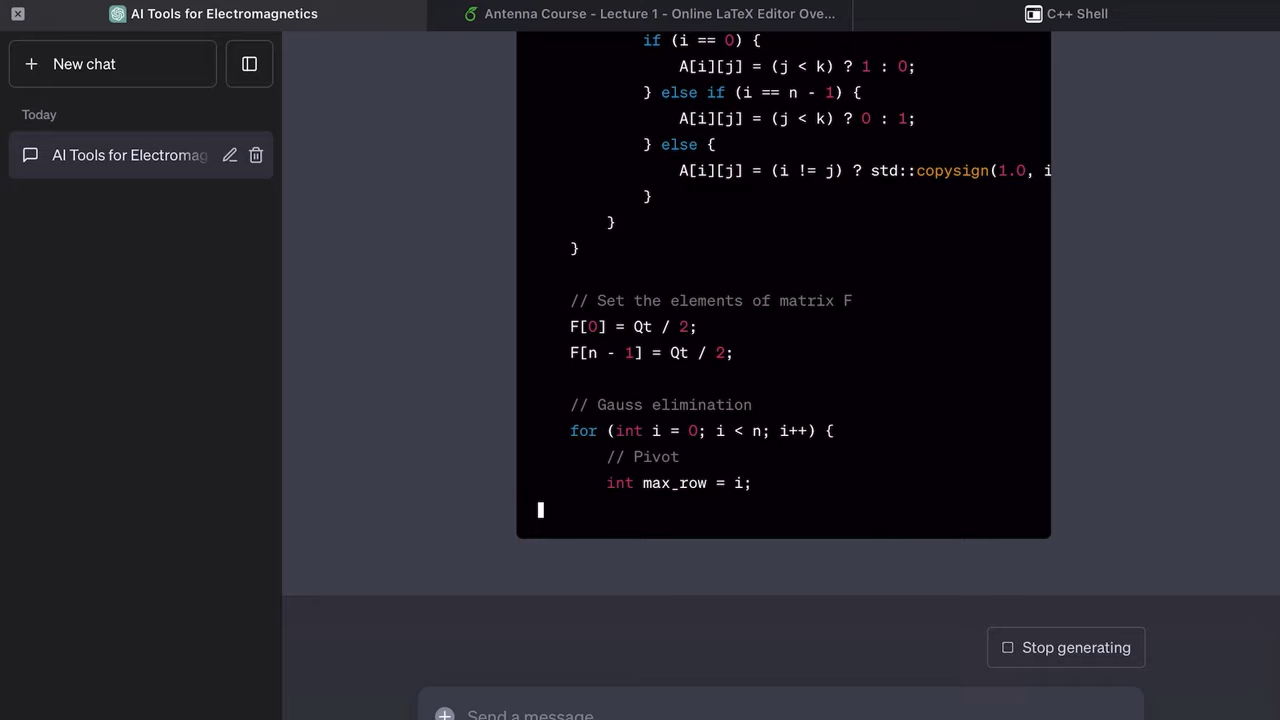 AI Tools for Electromagnetics
Antenna Course - Lecture 1 - Online LaTeX Editor Ove...
C++ Shell
New chat
Today
AI Tools for Electromag
if (i == 0) {
A[i][j] = (j < k) ? 1 : 0;
} else if (i == n - 1) {
A[i][j] = (j < k) ? 0 : 1;
} else {
A[i][j] = (i != j) ? std::copysign(1.0, i
}
}
}
// Set the elements of matrix F
F[0] = Qt / 2;
F[n - 1] = Qt / 2;
// Gauss elimination
for (int i = 0; i < n; i++) {
// Pivot
int max_row = i;
Stop generating
Send a message